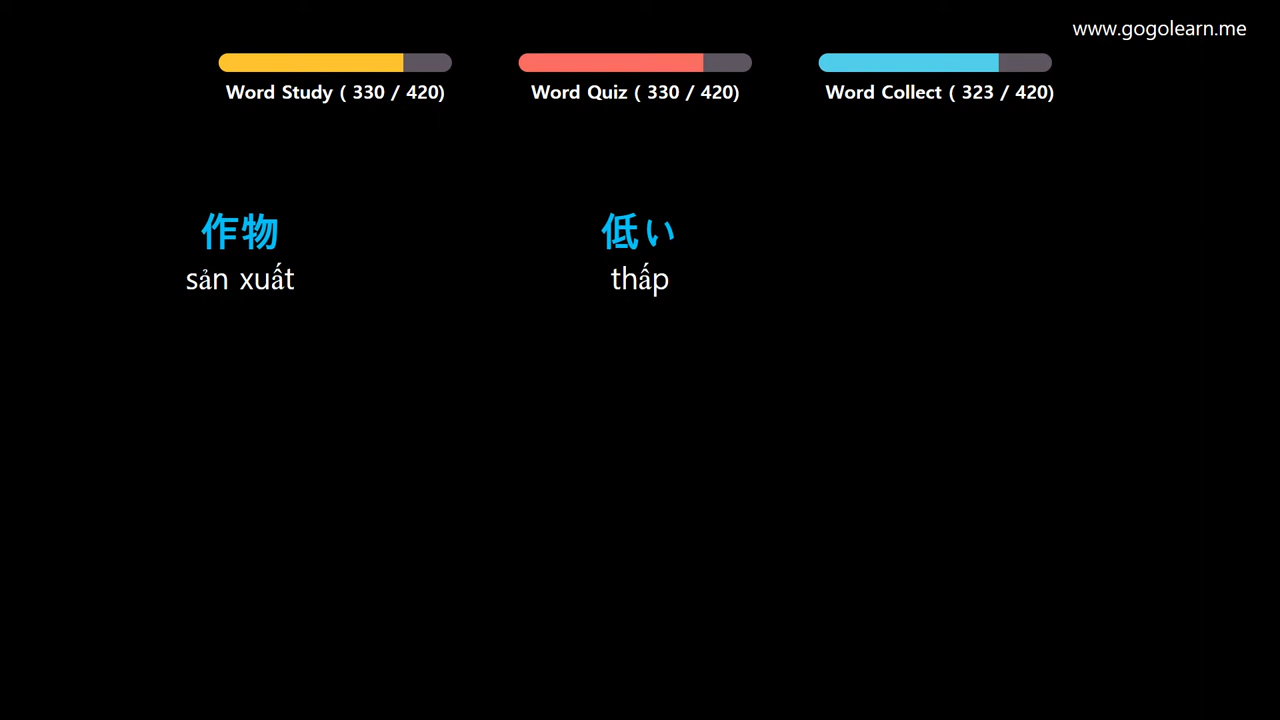 www.gogolearn.me
Word Study ( 330 / 420)
Word Quiz ( 330 / 420)
Word Collect ( 323 / 420)
作物
sản xuất
低い
thấp